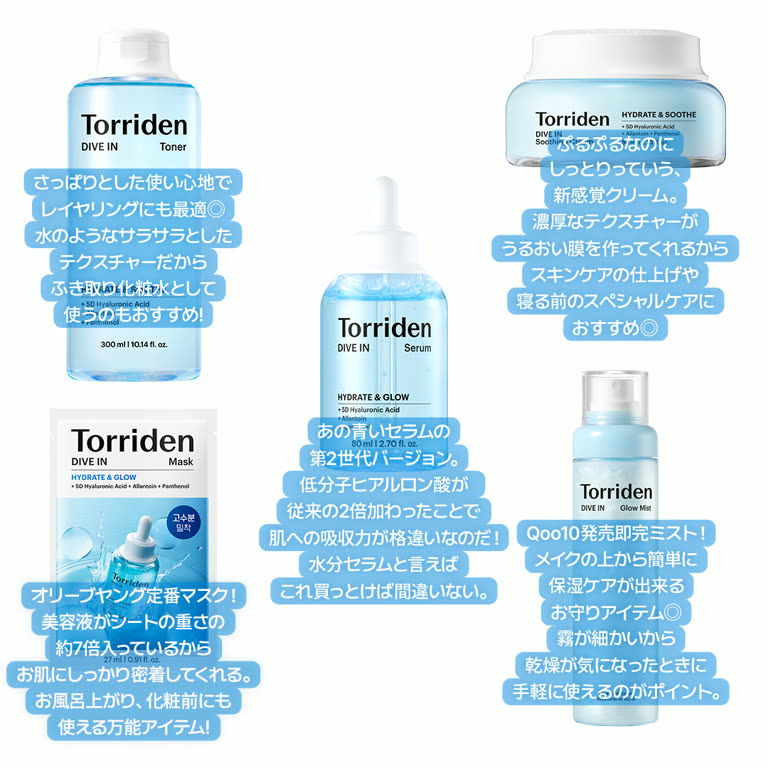 Torriden
DIVE IN Toner
さっぱりとした使い心地で
レイヤリングにも最適◎
水のようなサラサラとした
テクスチャーだから
ふき取り化粧水として
使うのもおすすめ!
+ 5D Hyaluronic Acid
+ Panthenol
300 ml | 10.14 fl. oz.
Torriden
DIVE IN
HYDRATE & SOOTHE
+ 5D Hyaluronic Acid
+ Allantoin + Panthenol
ぷるぷるなのに
しっとりっていう、
新感覚クリーム。
濃厚なテクスチャーが
うるおい膜を作ってくれるから
スキンケアの仕上げや
寝る前のスペシャルケアに
おすすめ◎
Torriden
DIVE IN Serum
HYDRATE & GLOW
+ 5D Hyaluronic Acid
+ Allantoin
あの青いセラムの
80 ml | 2.70 fl. oz.
第2世代バージョン。
低分子ヒアルロン酸が
従来の2倍加わったことで
肌への吸収力が格違いなのだ!
水分セラムと言えば
これ買っとけば間違いない。
Torriden
DIVE IN Mask
HYDRATE & GLOW
+ 5D Hyaluronic Acid + Allantoin + Panthenol
고수분
밀착
Torriden
オリーブヤング定番マスク!
美容液がシートの重さの
約7倍入っているから
27 ml | 0.91 fl. oz.
お肌にしっかり密着してくれる。
お風呂上がり、化粧前にも
使える万能アイテム!
Torriden
DIVE IN Glow Mist
Qoo10発売即完ミスト!
メイクの上から簡単に
保湿ケアが出来る
お守りアイテム◎
霧が細かいから
乾燥が気になったときに
手軽に使えるのがポイント。